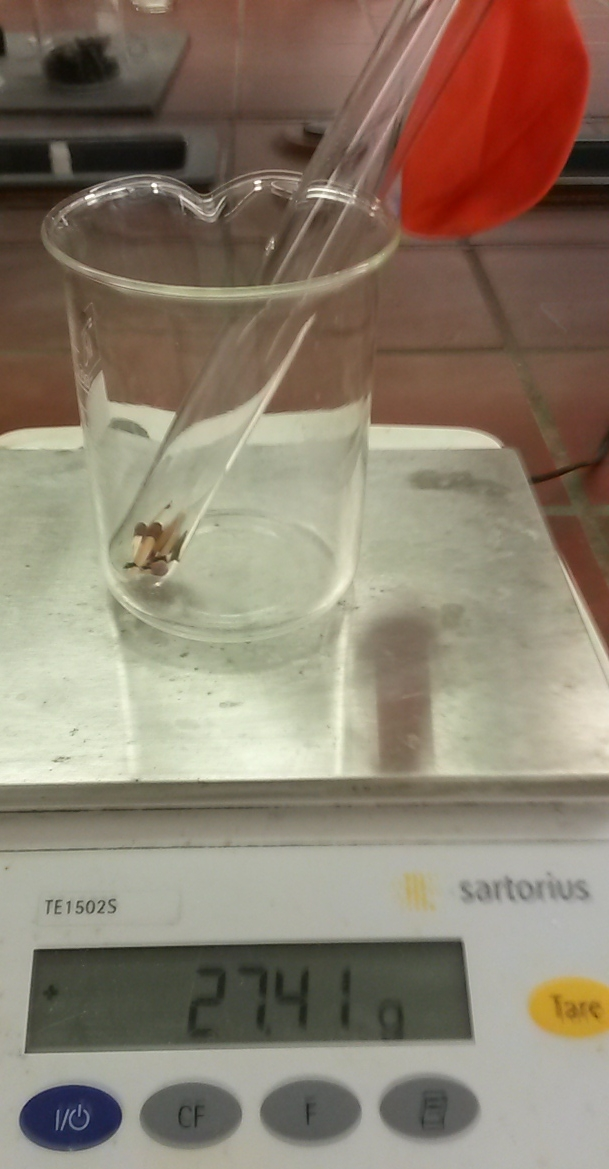 sartorius
TE1502S
+ 27.41 g
Tare
I/⏻
CF
F